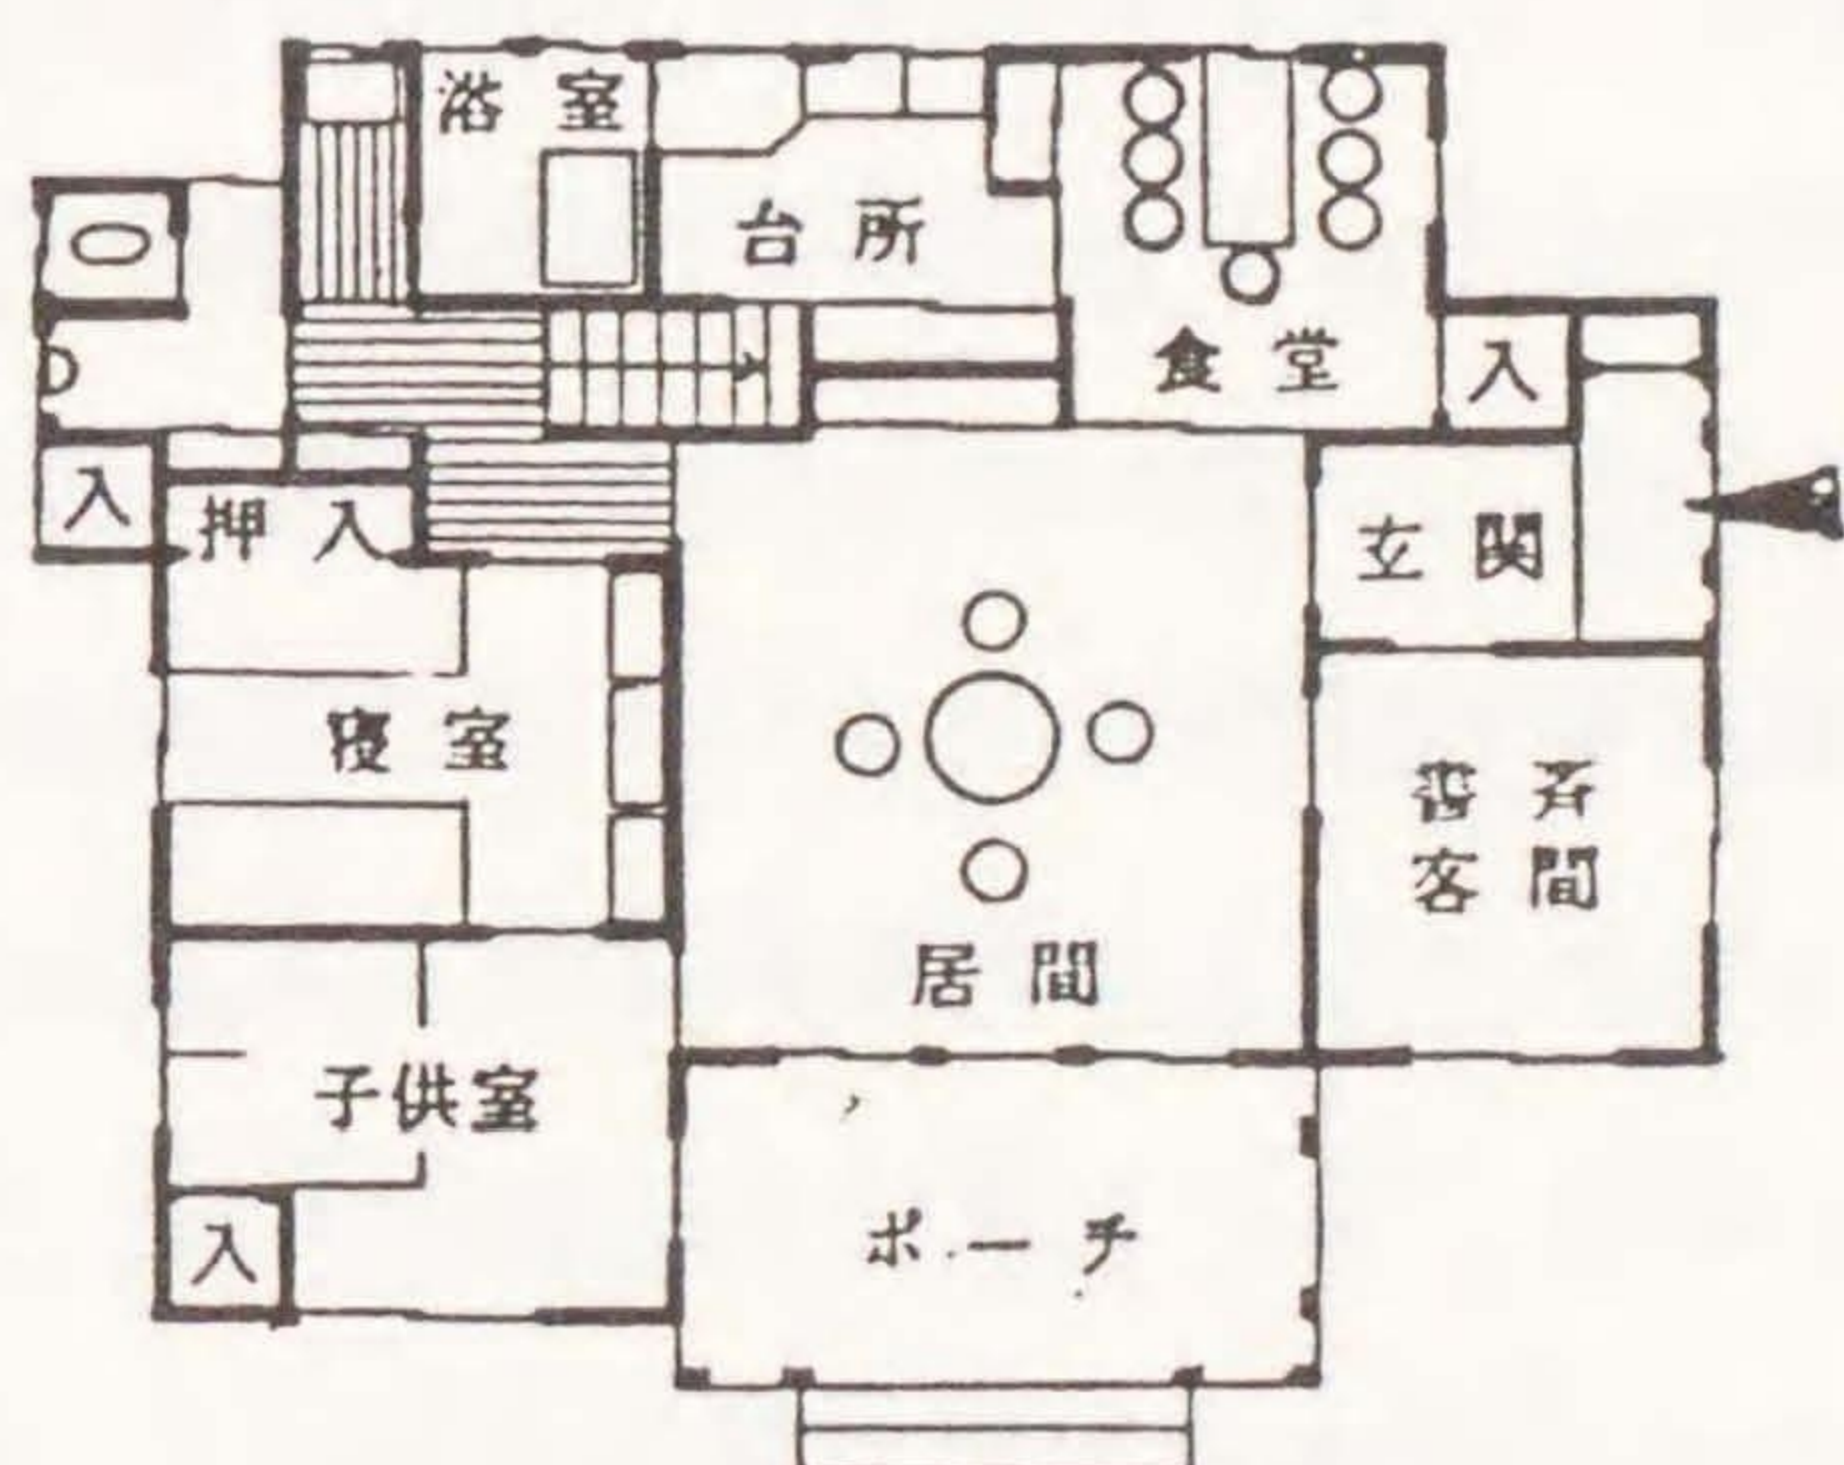 浴室
台所
食堂
入
入
押入
玄関
寝室
書斉
客間
居間
子供室
入
ポーチ